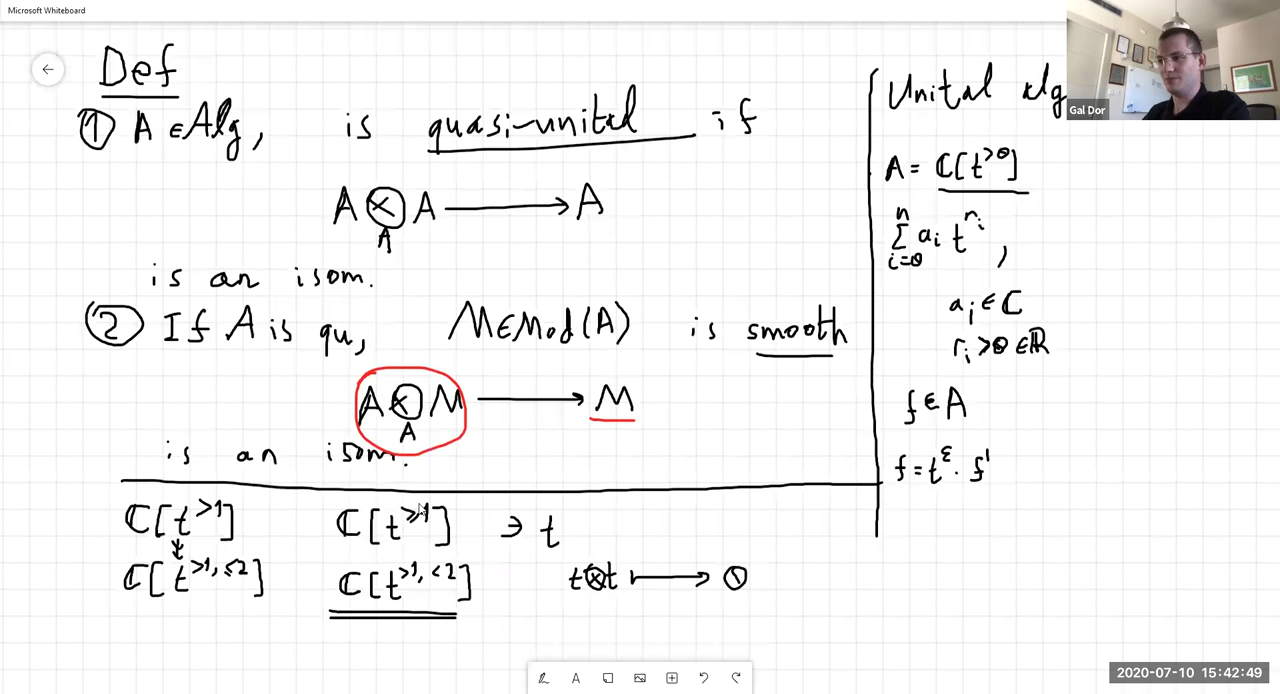 Microsoft Whiteboard
Def
① A ∈ Alg, is quasi-unital if
A ⊗_A A ⟶ A
is an isom.
② If A is qu, M ∈ Mod(A) is smooth
A ⊗_A M ⟶ M
is an isom.
ℂ[t^{>1}] ℂ[t^{≥1}] ∋ t
ℂ[t^{>1, ≤2}] ℂ[t^{>1, <2}] t⊗t ⟼ 0
Unital alg
A = ℂ[t^{>0}]
∑_{i=0}^{n} a_i t^{r_i},
a_i ∈ ℂ
r_i > 0 ∈ ℝ
f ∈ A
f = t^ε · f'
Gal Dor
2020-07-10 15:42:49